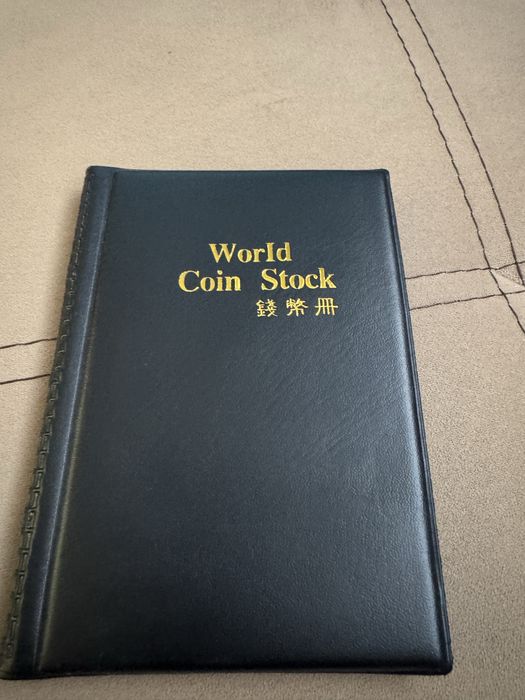 World
Coin Stock
錢幣冊